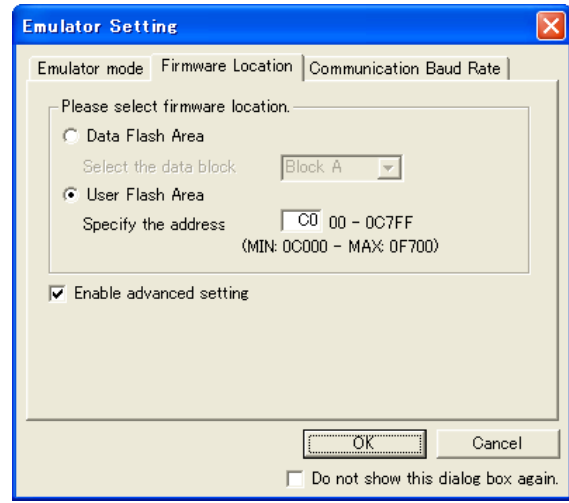 Emulator Setting
Emulator mode Firmware Location Communication Baud Rate
Please select firmware location.
Data Flash Area
Select the data block Block A
User Flash Area
Specify the address C0 00 - 0C7FF
(MIN: 0C000 - MAX: 0F700)
Enable advanced setting
OK Cancel
Do not show this dialog box again.